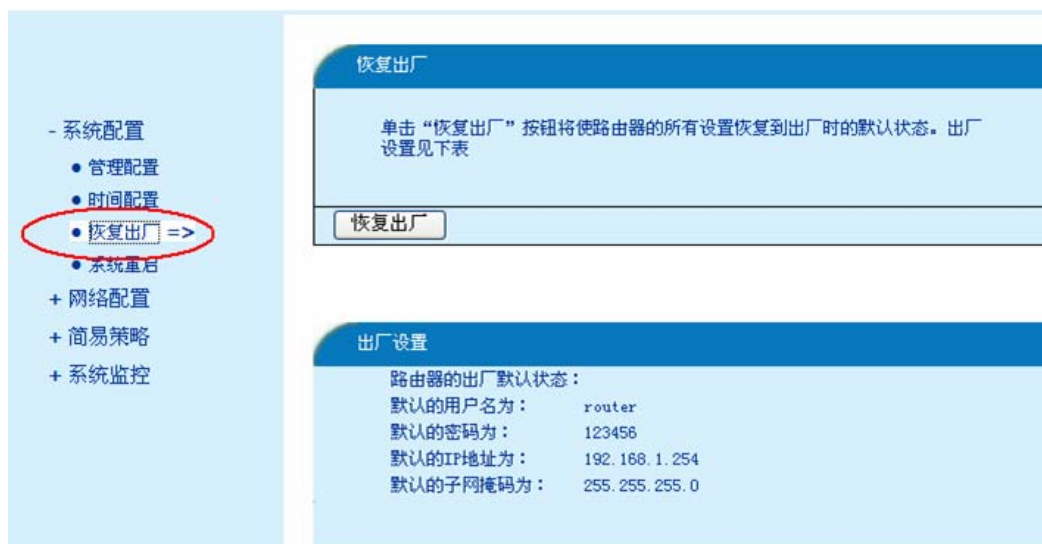 - 系统配置
● 管理配置
● 时间配置
● 恢复出厂 =>
● 系统重启
+ 网络配置
+ 简易策略
+ 系统监控
恢复出厂
单击“恢复出厂”按钮将使路由器的所有设置恢复到出厂时的默认状态。出厂
设置见下表
恢复出厂
出厂设置
路由器的出厂默认状态：
默认的用户名为： router
默认的密码为： 123456
默认的IP地址为： 192.168.1.254
默认的子网掩码为： 255.255.255.0